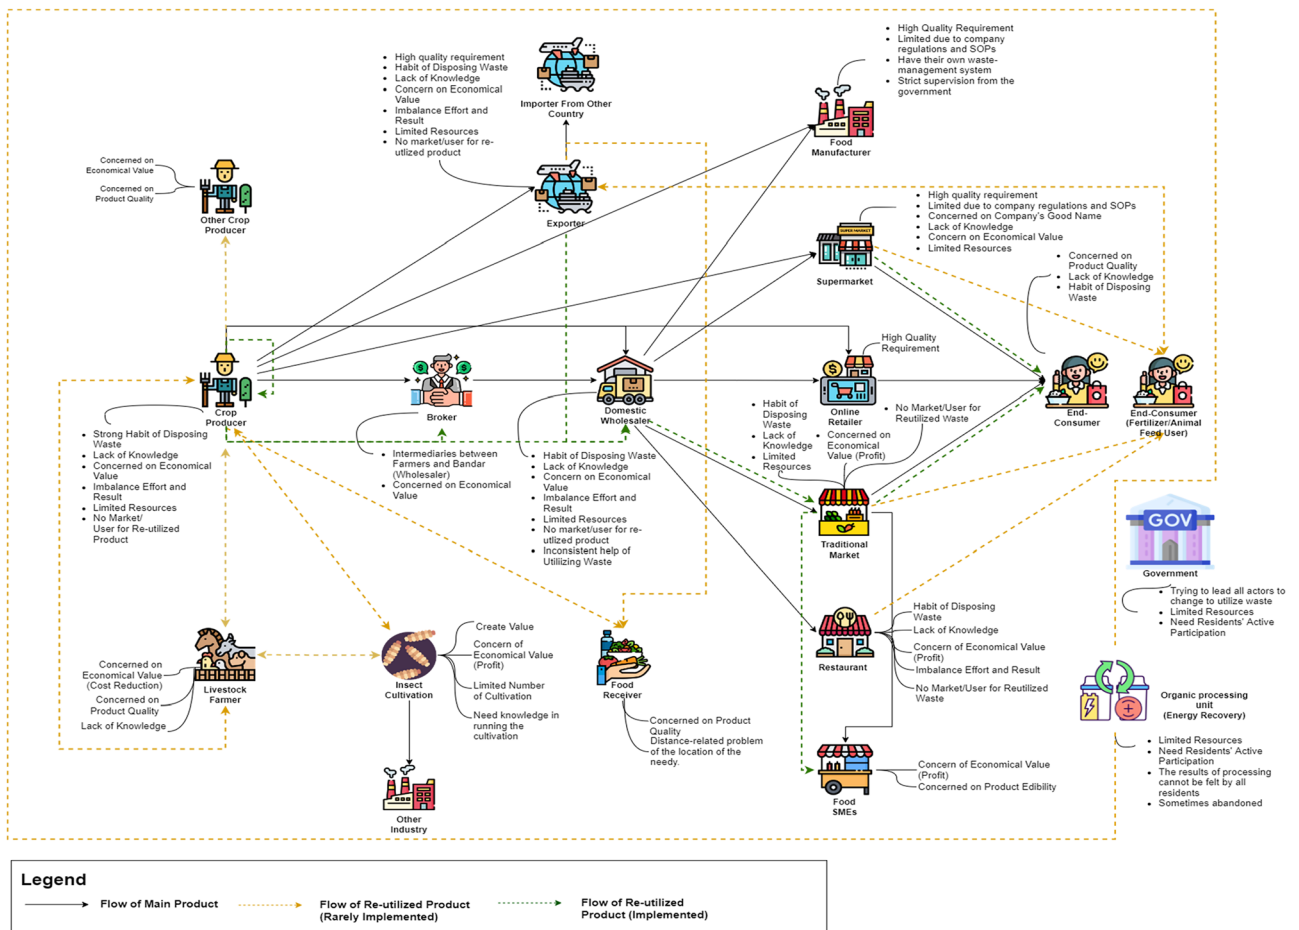 High Quality Requirement
Limited due to company
regulations and SOPs
Have their own waste-
management system
Strict supervision from the
government
Food
Manufacturer
High quality requirement
Habit of Disposing Waste
Lack of Knowledge
Concern on Economical
Value
Imbalance Effort and
Result
Limited Resources
No market/user for re-
utlized product
Importer From Other
Country
Exporter
Concerned on
Economical Value
Concerned on
Product Quality
Other Crop
Producer
High quality requirement
Limited due to company regulations and SOPs
Concerned on Company's Good Name
Lack of Knowledge
Concern on Economical Value
Limited Resources
SUPER MARKET
Supermarket
Concerned on
Product Quality
Lack of Knowledge
Habit of Disposing
Waste
End-
Consumer
End-Consumer
(Fertilizer/Animal
Feed User)
Crop
Producer
Strong Habit of Disposing
Waste
Lack of Knowledge
Concerned on Economical
Value
Imbalance Effort and
Result
Limited Resources
No Market/
User for Re-utilized
Product
Broker
Intermediaries between
Farmers and Bandar
(Wholesaler)
Concerned on Economical
Value
Domestic
Wholesaler
Habit of Disposing Waste
Lack of Knowledge
Concern on Economical
Value
Imbalance Effort and
Result
Limited Resources
No market/user for re-
utlized product
Inconsistent help of
Utiliizing Waste
High Quality
Requirement
Online
Retailer
Concerned on
Economical
Value (Profit)
Habit of
Disposing
Waste
Lack of
Knowledge
Limited
Resources
No Market/User for
Reutilized Waste
Traditional
Market
GOV
Government
Trying to lead all actors to
change to utilize waste
Limited Resources
Need Residents' Active
Participation
Restaurant
Habit of Disposing
Waste
Lack of Knowledge
Concern of Economical Value
(Profit)
Imbalance Effort and Result
No Market/User for Reutilized
Waste
Livestock
Farmer
Concerned on
Economical Value
(Cost Reduction)
Concerned on
Product Quality
Lack of Knowledge
Insect
Cultivation
Create Value
Concern of
Economical Value
(Profit)
Limited Number
of Cultivation
Need knowledge in
running the
cultivation
Food
Receiver
Concerned on Product
Quality
Distance-related problem
of the location of the
needy.
Organic processing
unit
(Energy Recovery)
Limited Resources
Need Residents' Active
Participation
The results of processing
cannot be felt by all
residents
Sometimes abandoned
Other
Industry
Food
SMEs
Concern of Economical Value
(Profit)
Concerned on Product Edibility
Legend
Flow of Main Product
Flow of Re-utilized Product
(Rarely Implemented)
Flow of Re-utilized
Product (Implemented)